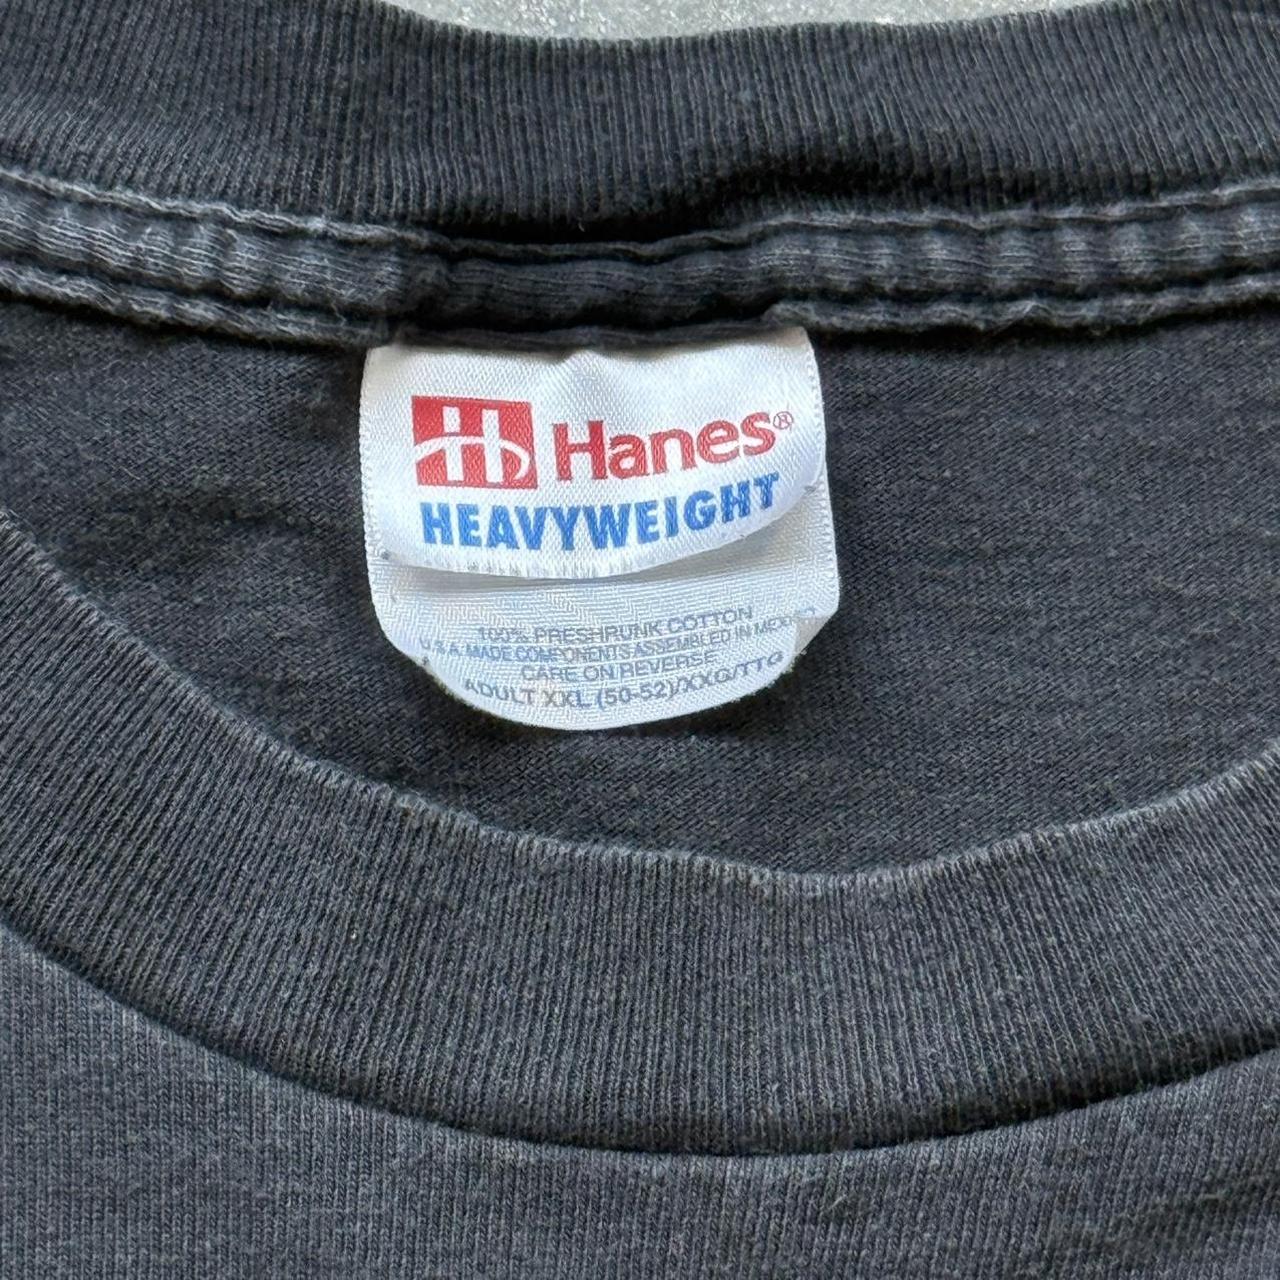 H Hanes®
HEAVYWEIGHT
100% PRESHRUNK COTTON
U.S.A. MADE COMPONENTS ASSEMBLED IN MEXICO
CARE ON REVERSE
ADULT XXL (50-52)/XXG/TTG